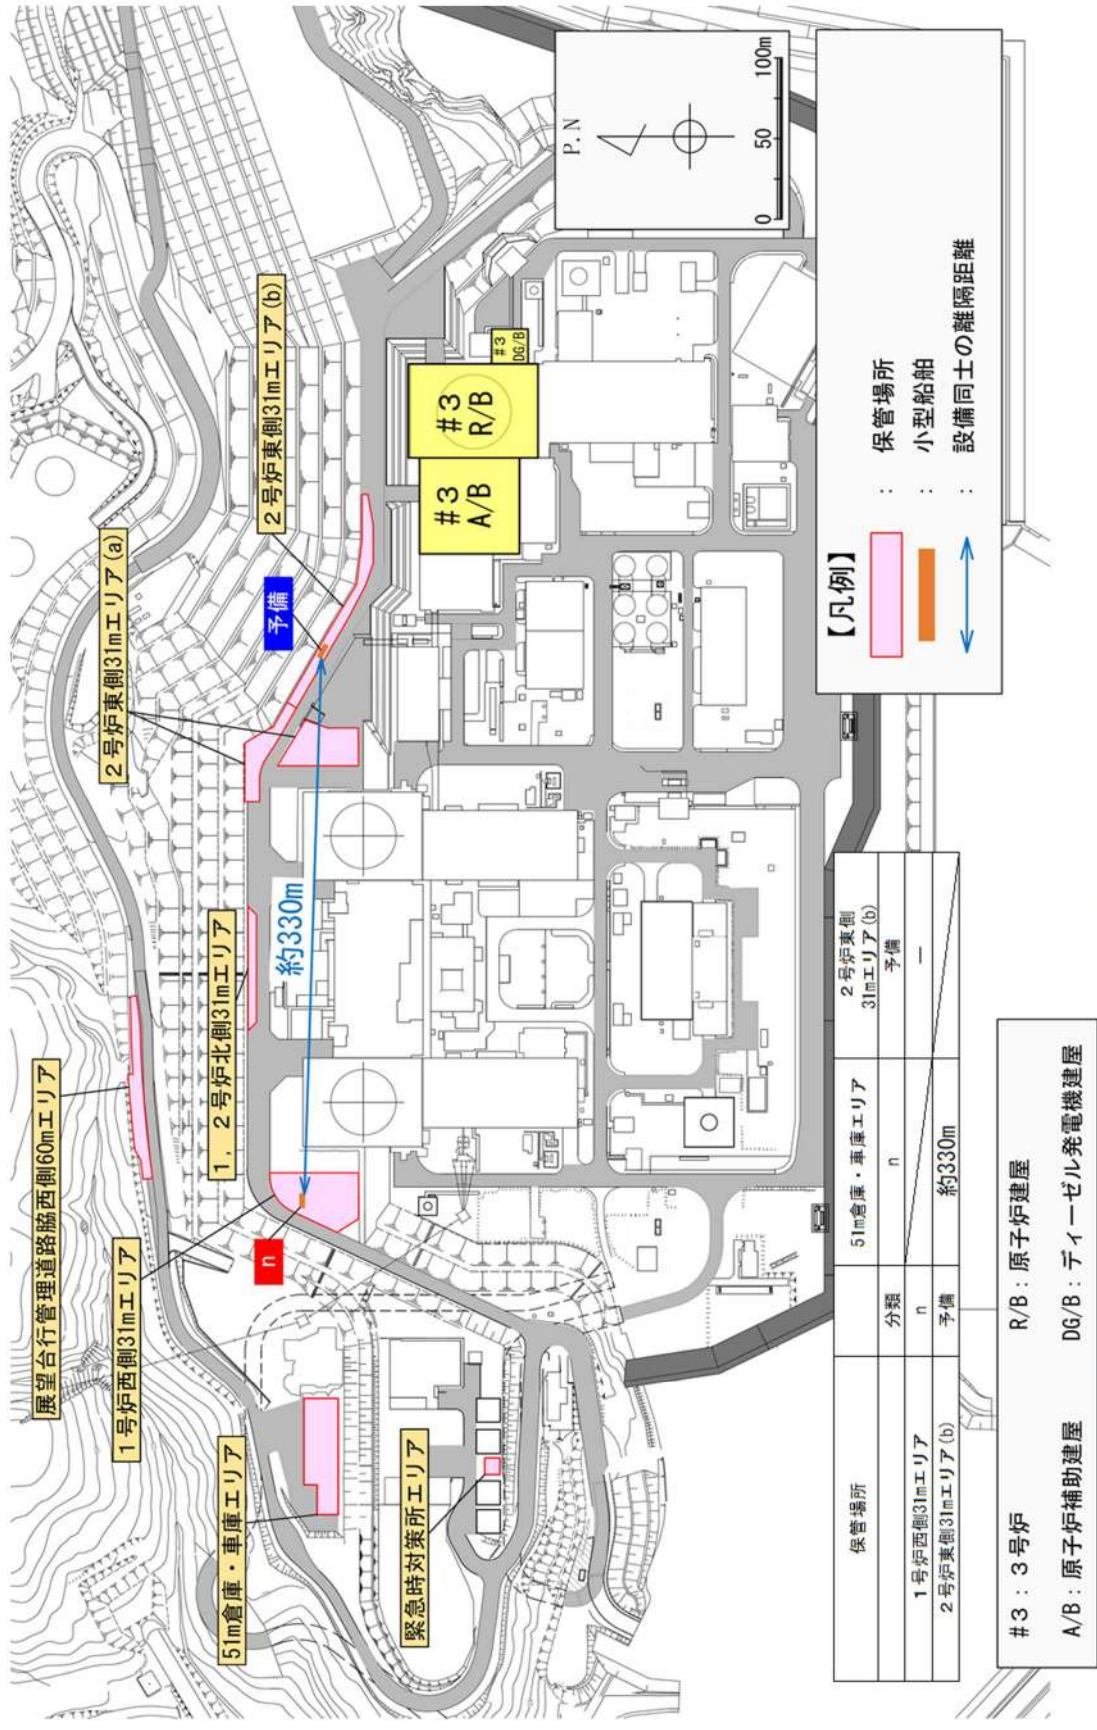 展望台行管理道路脇西側60mエリア
1号炉西側31mエリア
51m倉庫・車庫エリア
緊急時対策所エリア
1，2号炉北側31mエリア
2号炉東側31mエリア(a)
2号炉東側31mエリア(b)
n
予備
約330m
#3
A/B
#3
R/B
#3
DG/B
P.N
0 50 100m
【凡例】
： 保管場所
： 小型船舶
： 設備同士の離隔距離
保管場所 51m倉庫・車庫エリア 2号炉東側
31mエリア(b)
分類 n 予備
1号炉西側31mエリア n ―
2号炉東側31mエリア(b) 予備 約330m
#3：3号炉 R/B：原子炉建屋
A/B：原子炉補助建屋 DG/B：ディーゼル発電機建屋